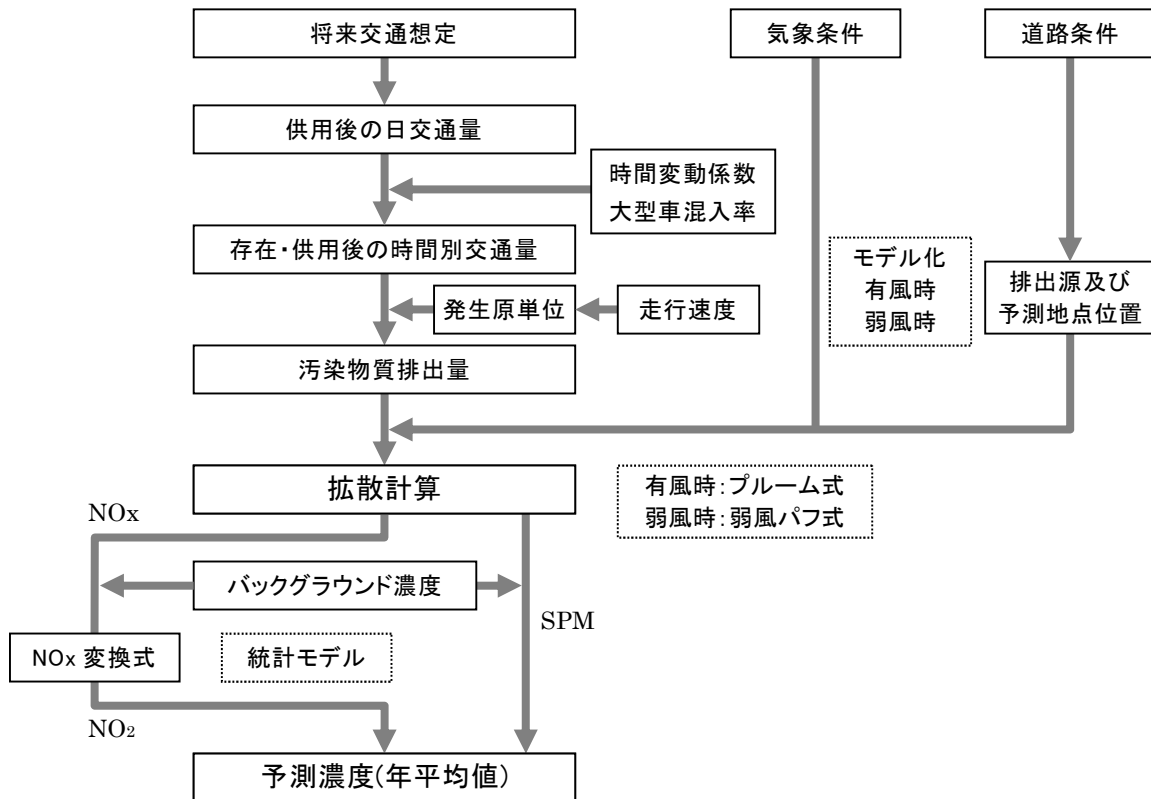 将来交通想定
気象条件
道路条件
供用後の日交通量
時間変動係数
大型車混入率
存在・供用後の時間別交通量
モデル化
有風時
弱風時
排出源及び
予測地点位置
発生原単位
走行速度
汚染物質排出量
拡散計算
有風時：プルーム式
弱風時：弱風パフ式
NOx
バックグラウンド濃度
SPM
NOx 変換式
統計モデル
NO₂
予測濃度(年平均値)